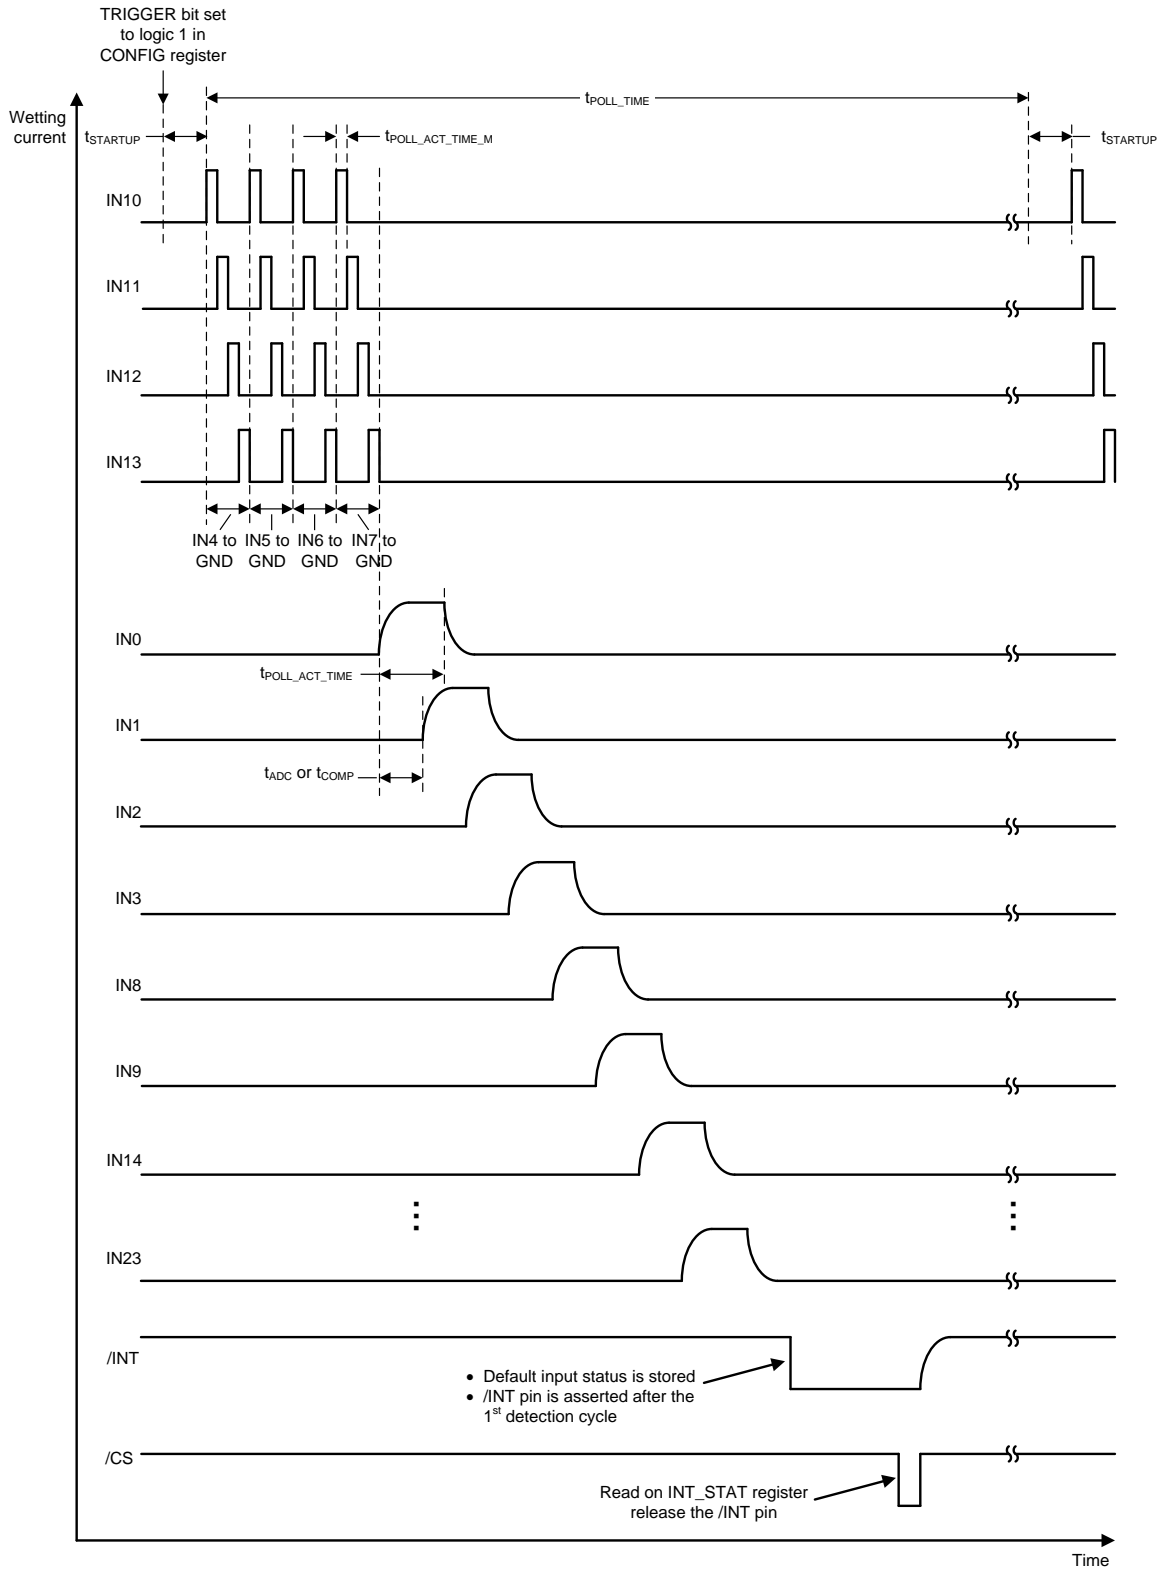 TRIGGER bit set
to logic 1 in
CONFIG register
Wetting
current
tSTARTUP
tPOLL_TIME
tPOLL_ACT_TIME_M
tSTARTUP
IN10
IN11
IN12
IN13
IN4 to
GND
IN5 to
GND
IN6 to
GND
IN7 to
GND
IN0
tPOLL_ACT_TIME
IN1
tADC or tCOMP
IN2
IN3
IN8
IN9
IN14
IN23
/INT
• Default input status is stored
• /INT pin is asserted after the
1st detection cycle
/CS
Read on INT_STAT register
release the /INT pin
Time